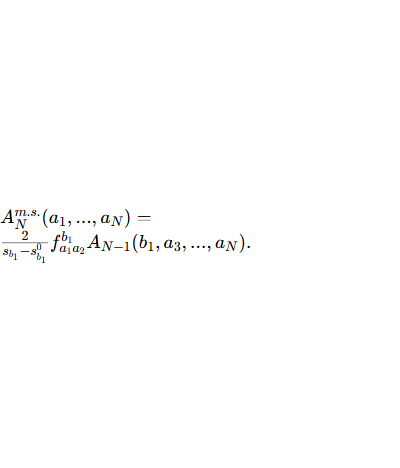 $A_N^{m.s.}(a_1, ..., a_N) =$
$\frac{2}{s_{b_1} - s_{b_1}^0} f_{a_1 a_2}^{b_1} A_{N-1}(b_1, a_3, ..., a_N).$